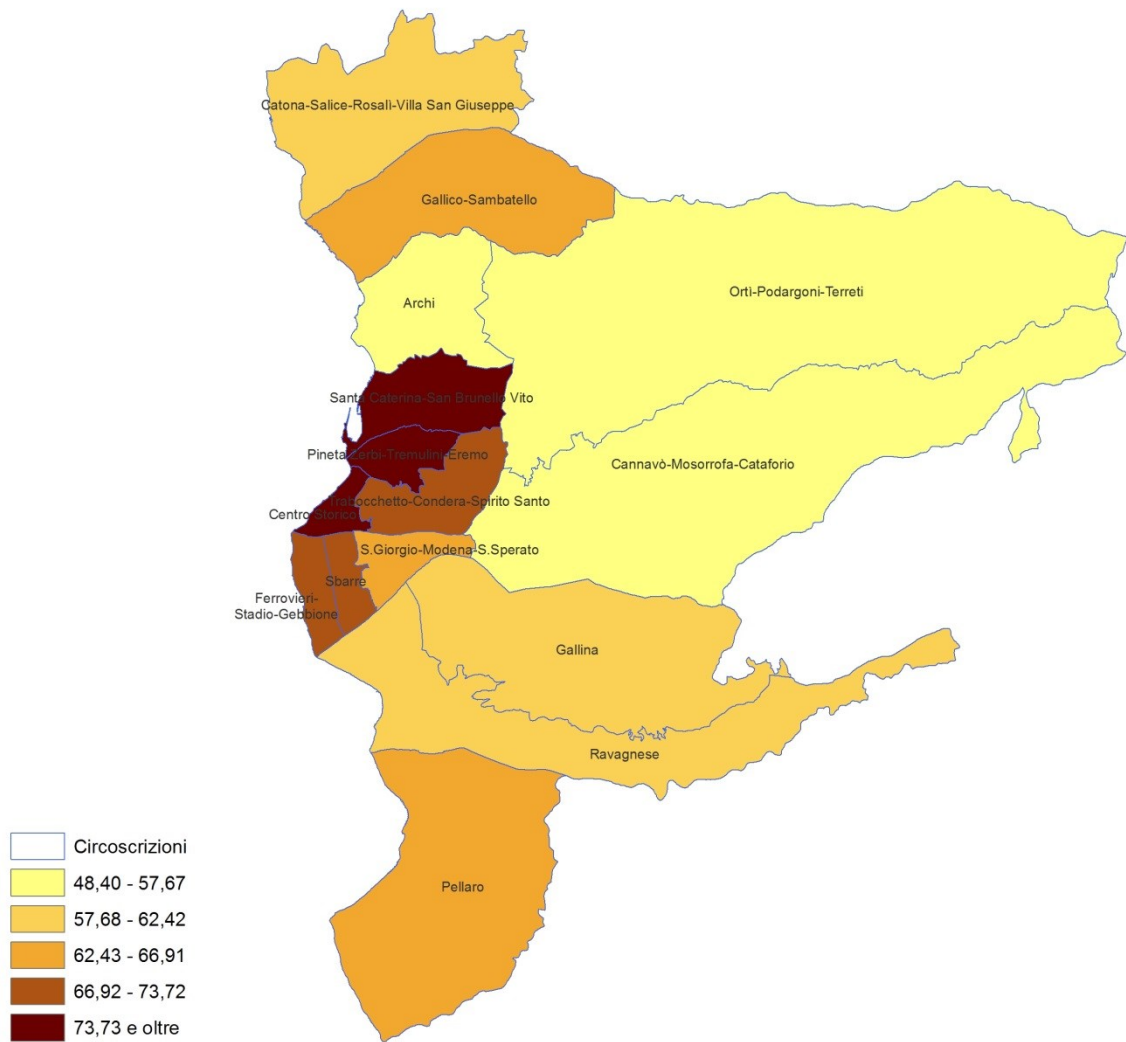 Catona-Salice-Rosalì-Villa San Giuseppe
Gallico-Sambatello
Ortì-Podargoni-Terreti
Archi
Santa Caterina-San Brunello Vito
Pineta Zerbi-Tremulini-Eremo
Cannavò-Mosorrofa-Cataforio
Trabocchetto-Condera-Spirito Santo
Centro Storico
S.Giorgio-Modena-S.Sperato
Sbarre
Ferrovieri-
Stadio-Gebbione
Gallina
Ravagnese
Pellaro
Circoscrizioni
48,40 - 57,67
57,68 - 62,42
62,43 - 66,91
66,92 - 73,72
73,73 e oltre